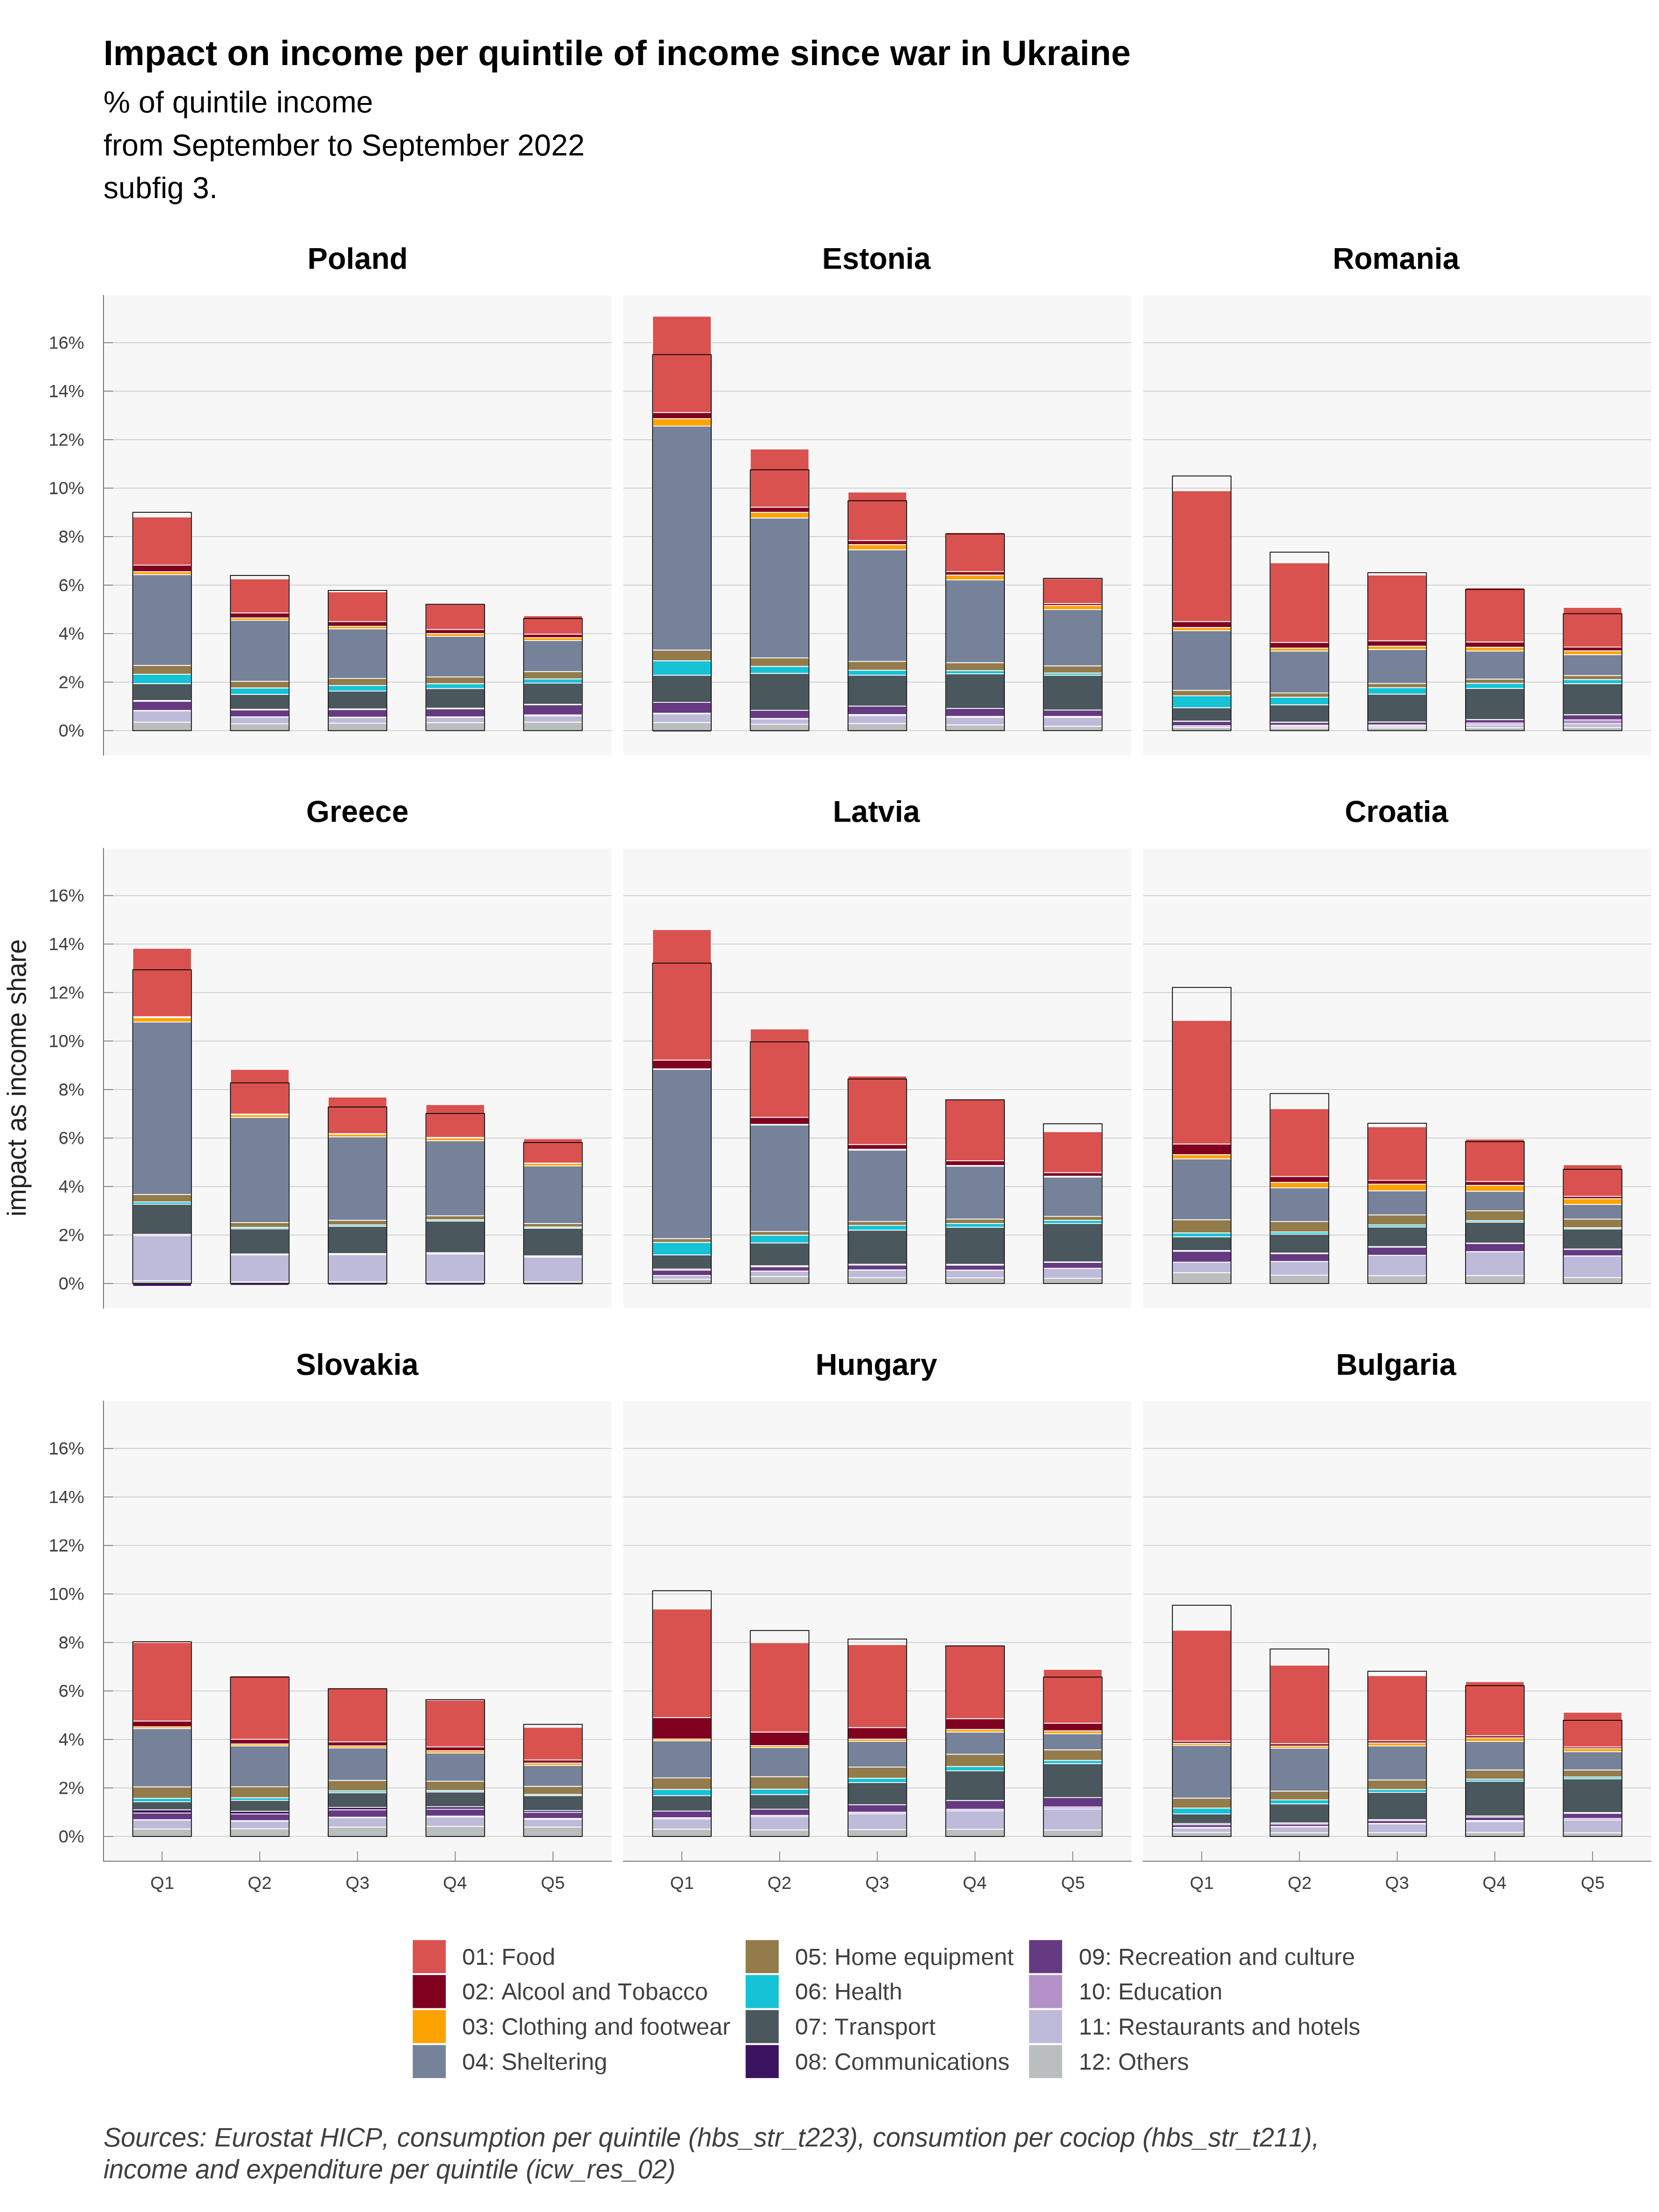 Impact on income per quintile of income since war in Ukraine
% of quintile income
from September to September 2022
subfig 3.
Poland Estonia Romania
16%
14%
12%
10%
8%
6%
4%
2%
0%
Greece Latvia Croatia
impact as income share
16%
14%
12%
10%
8%
6%
4%
2%
0%
Slovakia Hungary Bulgaria
16%
14%
12%
10%
8%
6%
4%
2%
0%
Q1 Q2 Q3 Q4 Q5 Q1 Q2 Q3 Q4 Q5 Q1 Q2 Q3 Q4 Q5
01: Food 05: Home equipment 09: Recreation and culture
02: Alcool and Tobacco 06: Health 10: Education
03: Clothing and footwear 07: Transport 11: Restaurants and hotels
04: Sheltering 08: Communications 12: Others
Sources: Eurostat HICP, consumption per quintile (hbs_str_t223), consumtion per cociop (hbs_str_t211),
income and expenditure per quintile (icw_res_02)